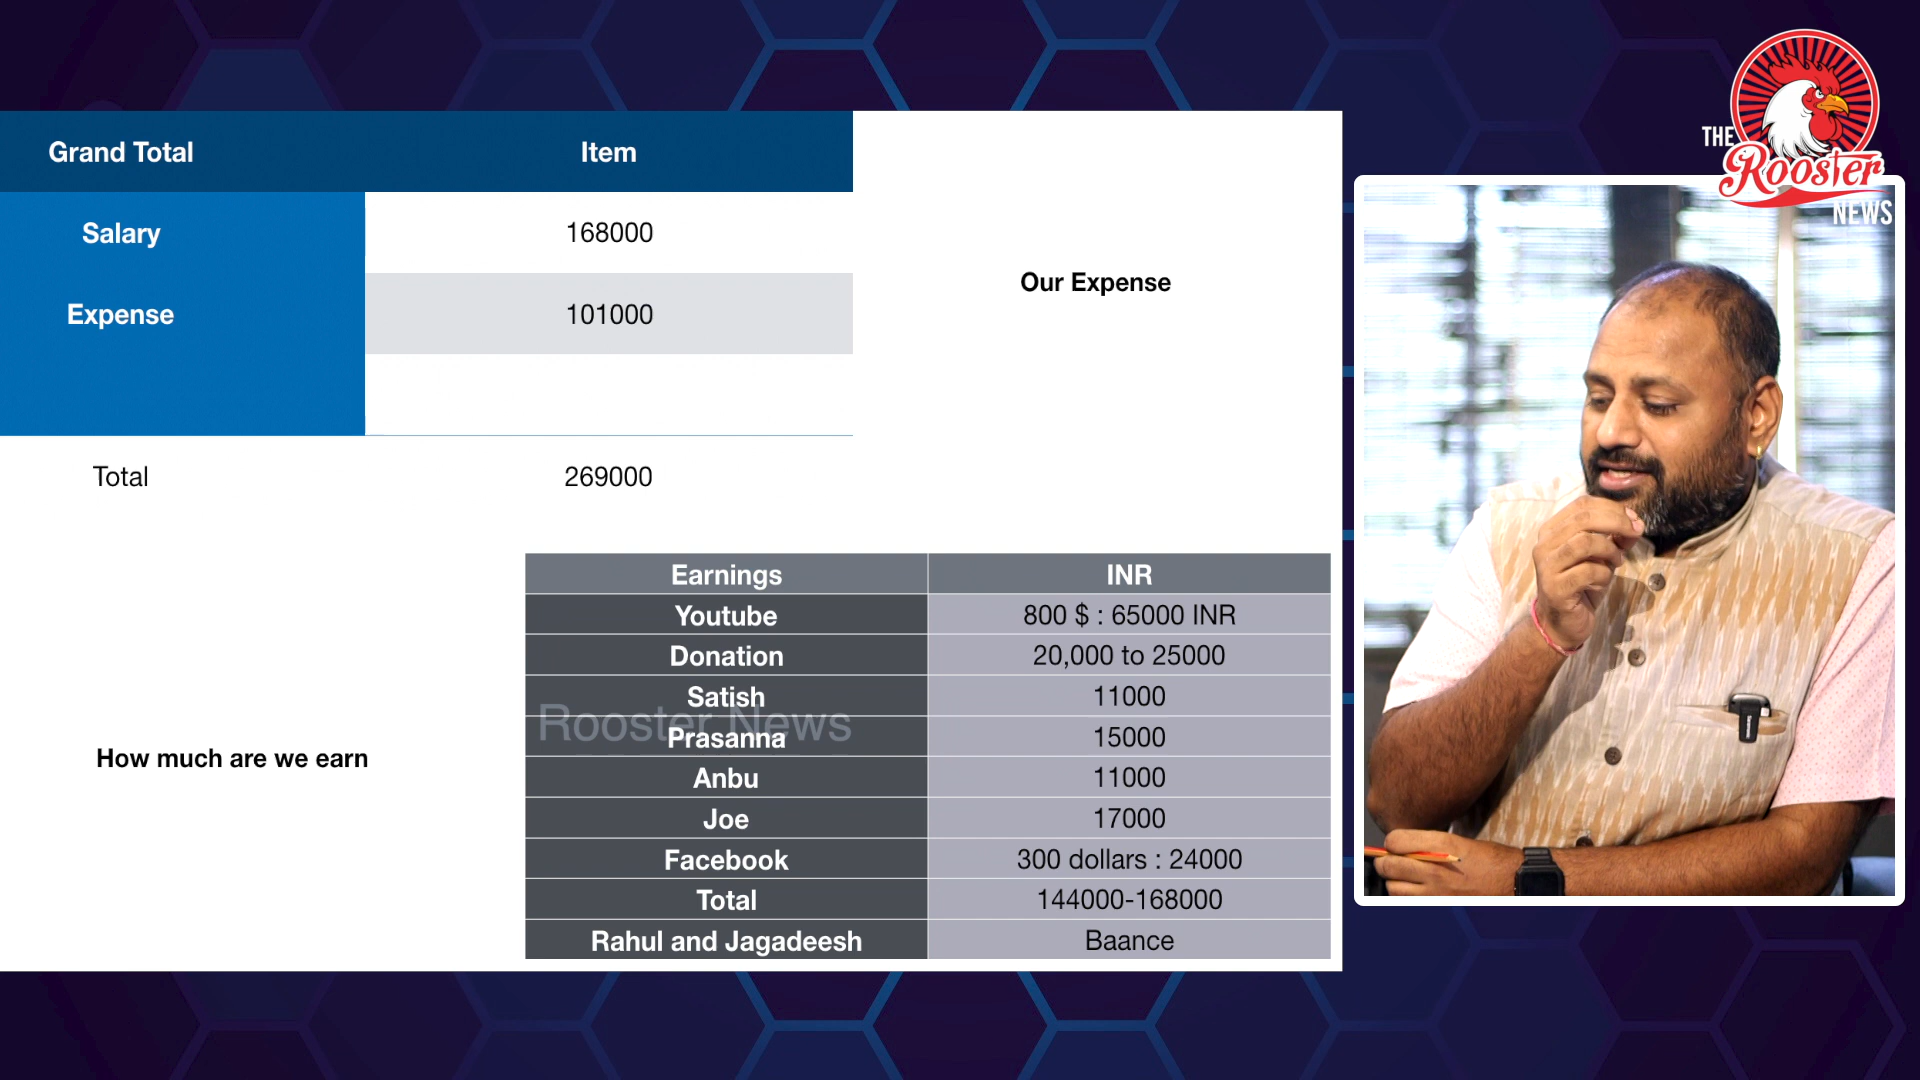 THE
Rooster
NEWS
Grand Total Item
Salary 168000
Expense 101000
Total 269000
Our Expense
How much are we earn
Rooster News
Earnings INR
Youtube 800 $ : 65000 INR
Donation 20,000 to 25000
Satish 11000
Prasanna 15000
Anbu 11000
Joe 17000
Facebook 300 dollars : 24000
Total 144000-168000
Rahul and Jagadeesh Baance